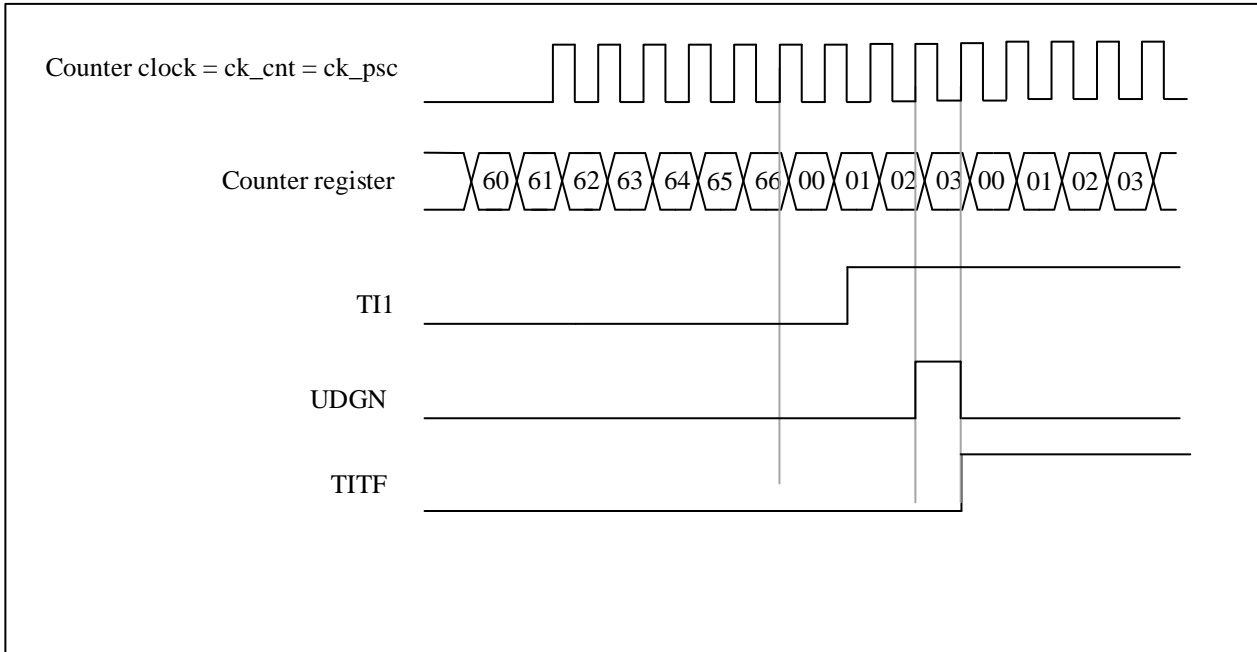 Counter clock = ck_cnt = ck_psc
Counter register 60 61 62 63 64 65 66 00 01 02 03 00 01 02 03
TI1
UDGN
TITF